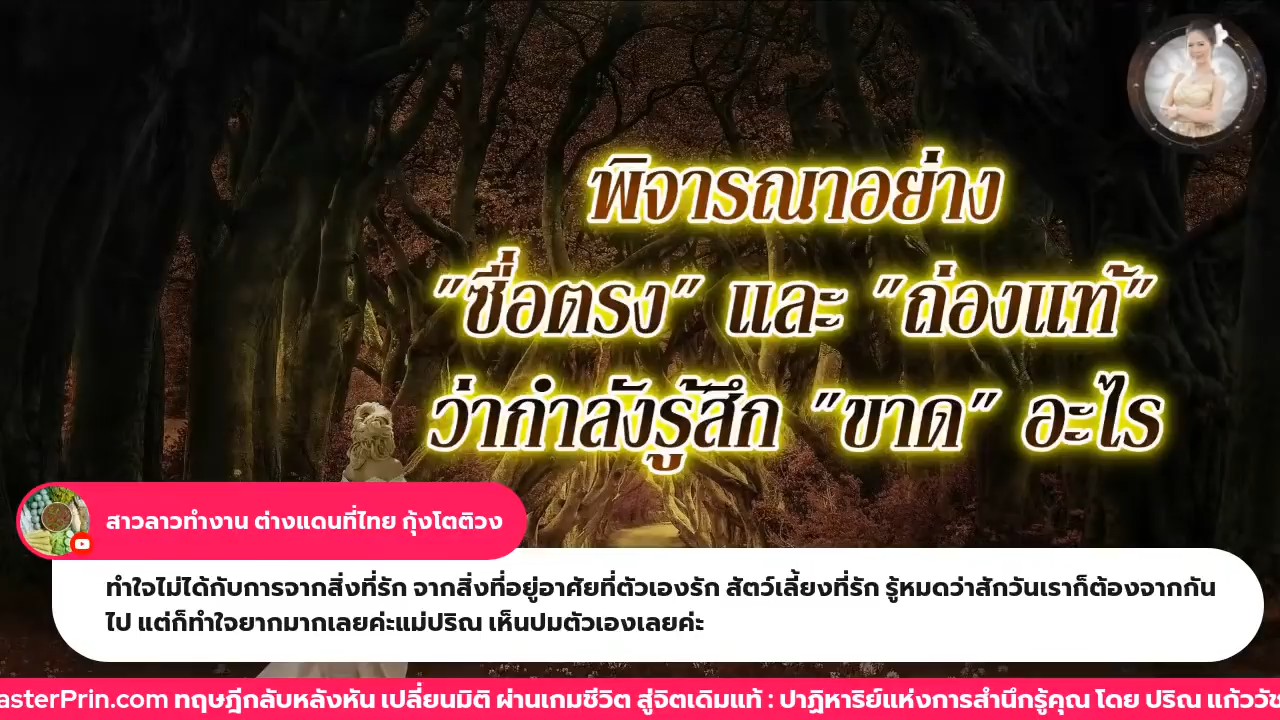 พิจารณาอย่าง
"ซื่อตรง" และ "ถ่องแท้"
ว่ากำลังรู้สึก "ขาด" อะไร
สาวลาวทำงาน ต่างแดนที่ไทย กุ้งโตติวง
ทำใจไม่ได้กับการจากสิ่งที่รัก จากสิ่งที่อยู่อาศัยที่ตัวเองรัก สัตว์เลี้ยงที่รัก รู้หมดว่าสักวันเราก็ต้องจากกัน
ไป แต่ก็ทำใจยากมากเลยค่ะแม่ปริณ เห็นปมตัวเองเลยค่ะ
asterPrin.com ทฤษฎีกลับหลังหัน เปลี่ยนมิติ ผ่านเกมชีวิต สู่จิตเดิมแท้ : ปาฏิหาริย์แห่งการสำนึกรู้คุณ โดย ปริณ แก้ววัช